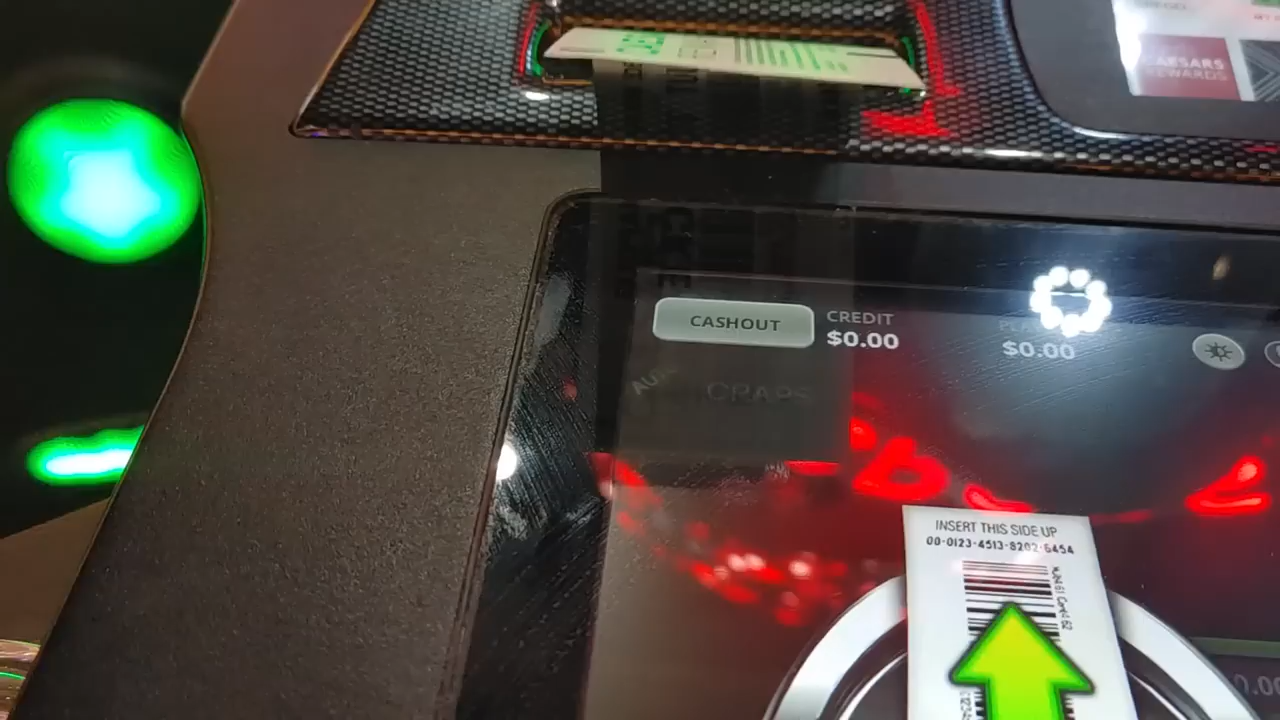 CAESARS
REWARDS
CASHOUT
CREDIT
$0.00
$0.00
CRAPS
INSERT THIS SIDE UP
00-0123-4513-8202-6454